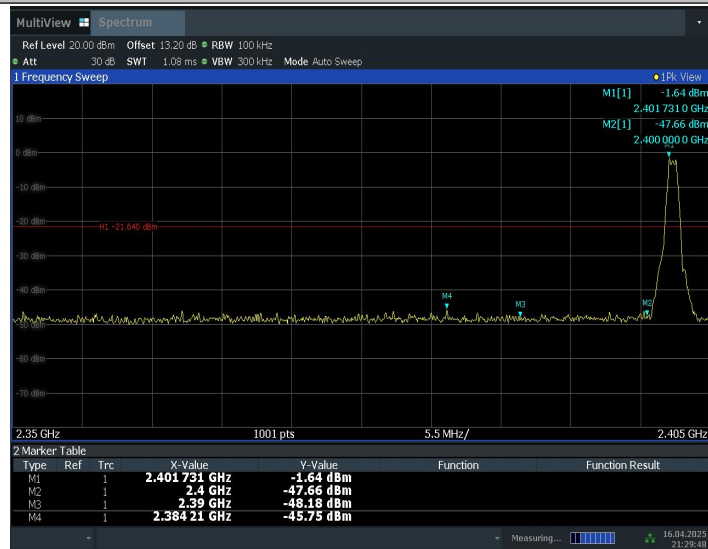 MultiView Spectrum
Ref Level 20.00 dBm Offset 13.20 dB RBW 100 kHz
Att 30 dB SWT 1.08 ms VBW 300 kHz Mode Auto Sweep
1 Frequency Sweep 1Pk View
M1[1] -1.64 dBm
2.401 731 0 GHz
10 dBm
M2[1] -47.66 dBm
2.400 000 0 GHz
0 dBm
-10 dBm
-20 dBm
H1 -21.640 dBm
-30 dBm
-40 dBm
M4
M3
M2
-50 dBm
-60 dBm
-70 dBm
2.35 GHz 1001 pts 5.5 MHz/ 2.405 GHz
2 Marker Table
Type Ref Trc X-Value Y-Value Function Function Result
M1 1 2.401 731 GHz -1.64 dBm
M2 1 2.4 GHz -47.66 dBm
M3 1 2.39 GHz -48.18 dBm
M4 1 2.384 21 GHz -45.75 dBm
Measuring... 16.04.2025
21:29:48